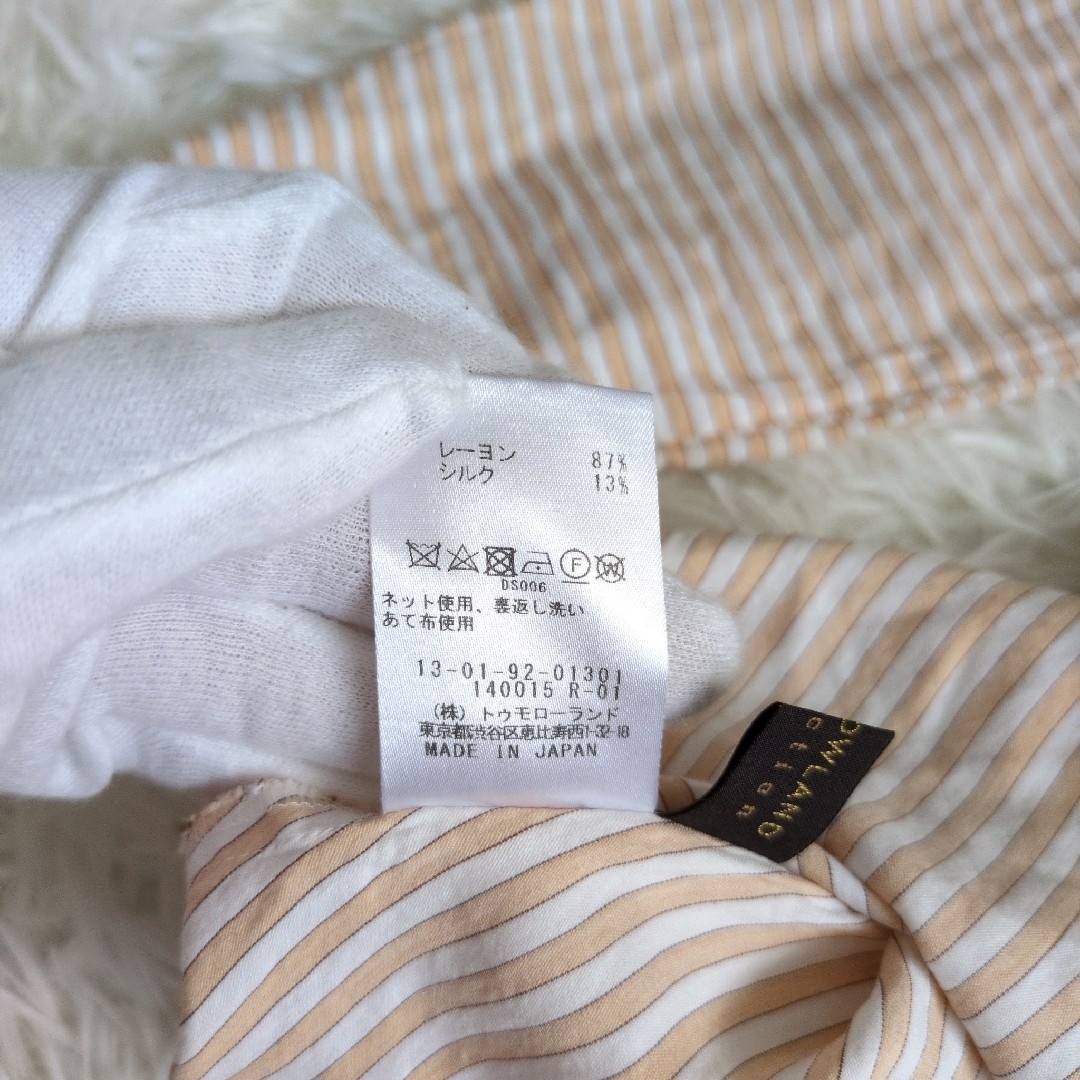 レーヨン 87%
シルク 13%
F W
DS006
ネット使用、裏返し洗い
あて布使用
13-01-92-01301
140015 R-01
(株) トゥモローランド
東京都渋谷区恵比寿西1-32-18
MADE IN JAPAN
OWLAND
ction